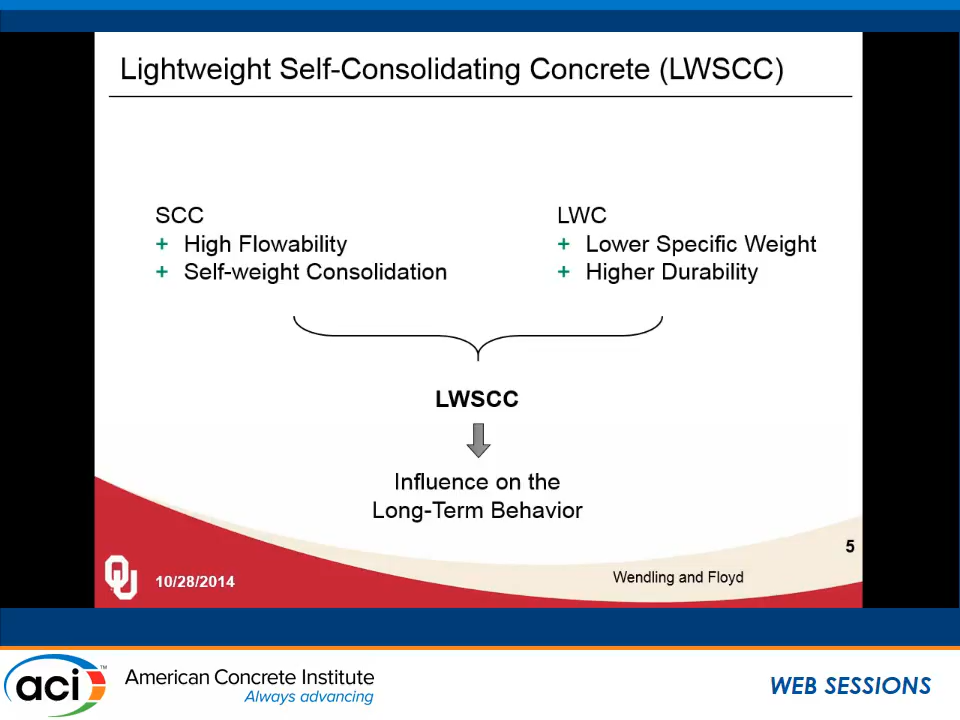 Lightweight Self-Consolidating Concrete (LWSCC)
SCC
+ High Flowability
+ Self-weight Consolidation
LWC
+ Lower Specific Weight
+ Higher Durability
LWSCC
Influence on the
Long-Term Behavior
5
OU
10/28/2014
Wendling and Floyd
aci™
American Concrete Institute
Always advancing
WEB SESSIONS